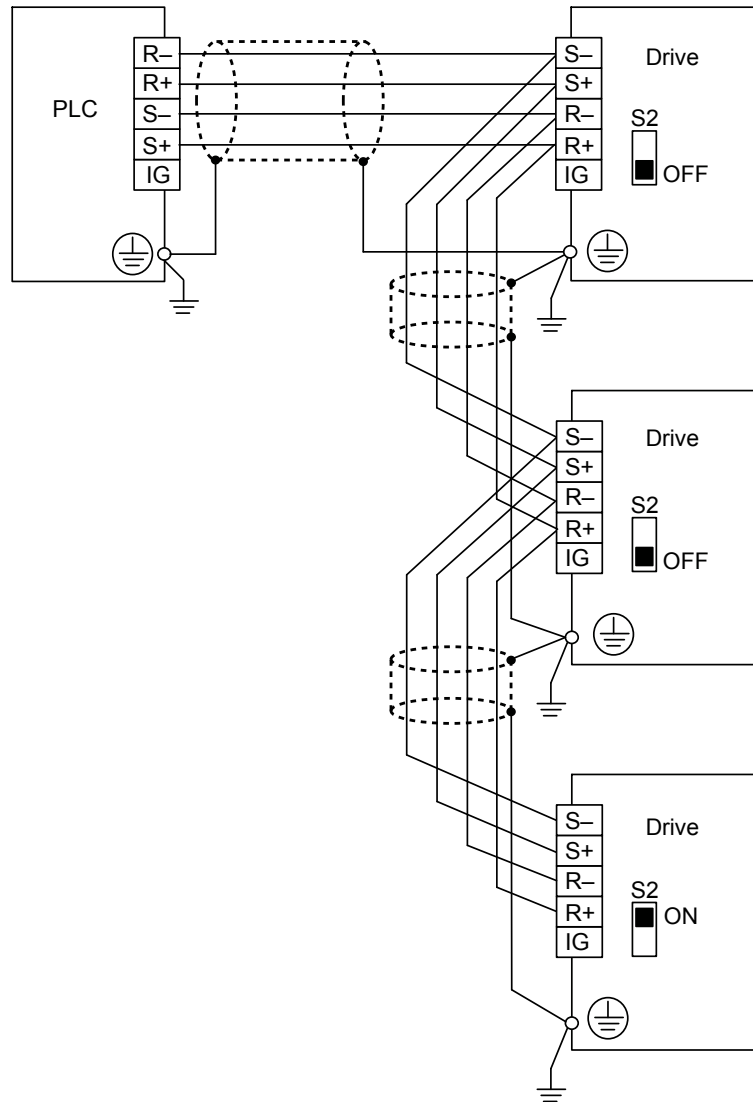 PLC
R–
R+
S–
S+
IG
S–
S+
R–
R+
IG
Drive
S2
OFF
S–
S+
R–
R+
IG
Drive
S2
OFF
S–
S+
R–
R+
IG
Drive
S2
ON